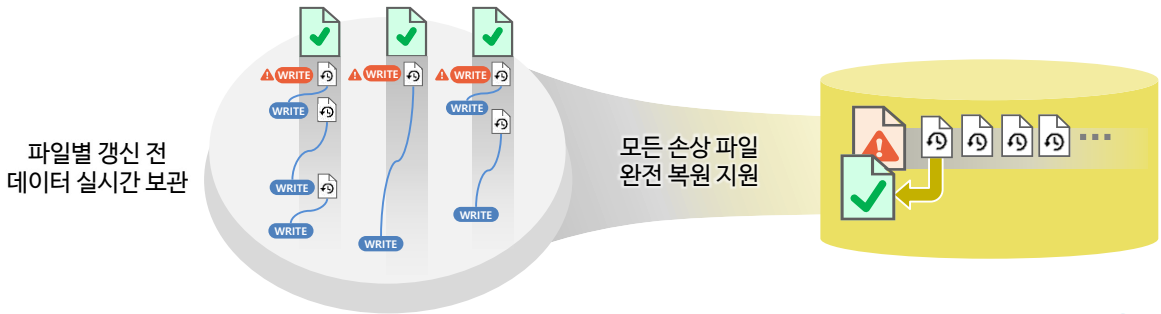 WRITE WRITE WRITE
WRITE WRITE
파일별 갱신 전
데이터 실시간 보관
모든 손상 파일
완전 복원 지원
WRITE WRITE
WRITE WRITE